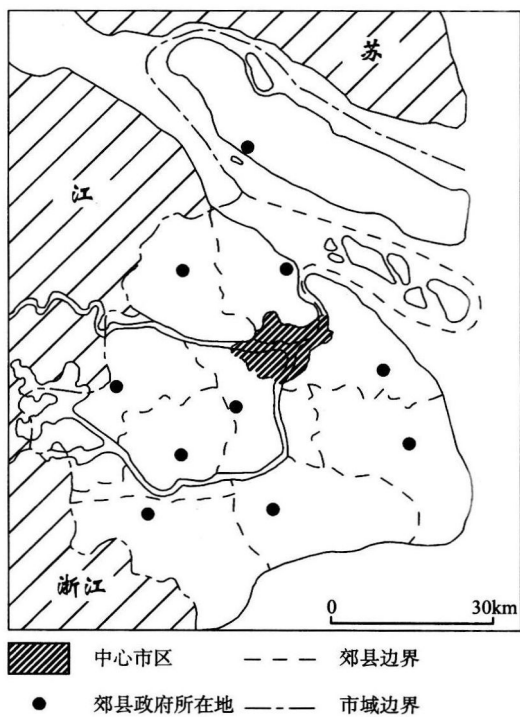 苏
江
浙江
0 30km
中心市区 郊县边界
郊县政府所在地 市域边界